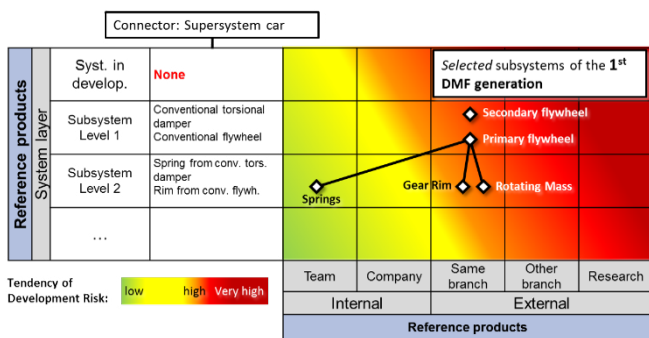 Connector: Supersystem car
Reference products
System layer
Syst. in
develop.
None
Selected subsystems of the 1st
DMF generation
Subsystem
Level 1
Conventional torsional
damper
Conventional flywheel
Secondary flywheel
Primary flywheel
Subsystem
Level 2
Spring from conv. tors.
damper
Rim from conv. flywh.
Springs
Gear Rim
Rotating Mass
...
Tendency of
Development Risk:
low
high
Very high
Team
Company
Same
branch
Other
branch
Research
Internal
External
Reference products